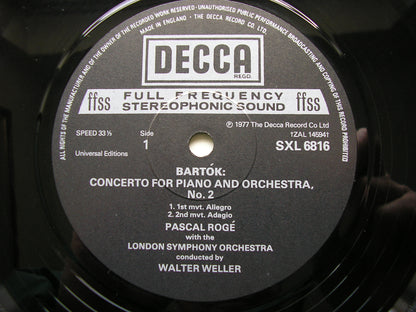 ALL RIGHTS OF THE MANUFACTURER AND OF THE OWNER OF THE RECORDED WORK RESERVED · UNAUTHORISED PUBLIC PERFORMANCE BROADCASTING AND COPYING OF THIS RECORD PROHIBITED
MADE IN ENGLAND · THE DECCA RECORD CO LTD
DECCA
REGD
ffss FULL FREQUENCY ffss
STEREOPHONIC SOUND
℗ 1977 The Decca Record Co Ltd
SPEED 33⅓ Side 1ZAL 14594
Universal Editions 1 SXL 6816
BARTÓK:
CONCERTO FOR PIANO AND ORCHESTRA,
No. 2
1. 1st mvt. Allegro
2. 2nd mvt. Adagio
PASCAL ROGÉ
with the
LONDON SYMPHONY ORCHESTRA
conducted by
WALTER WELLER